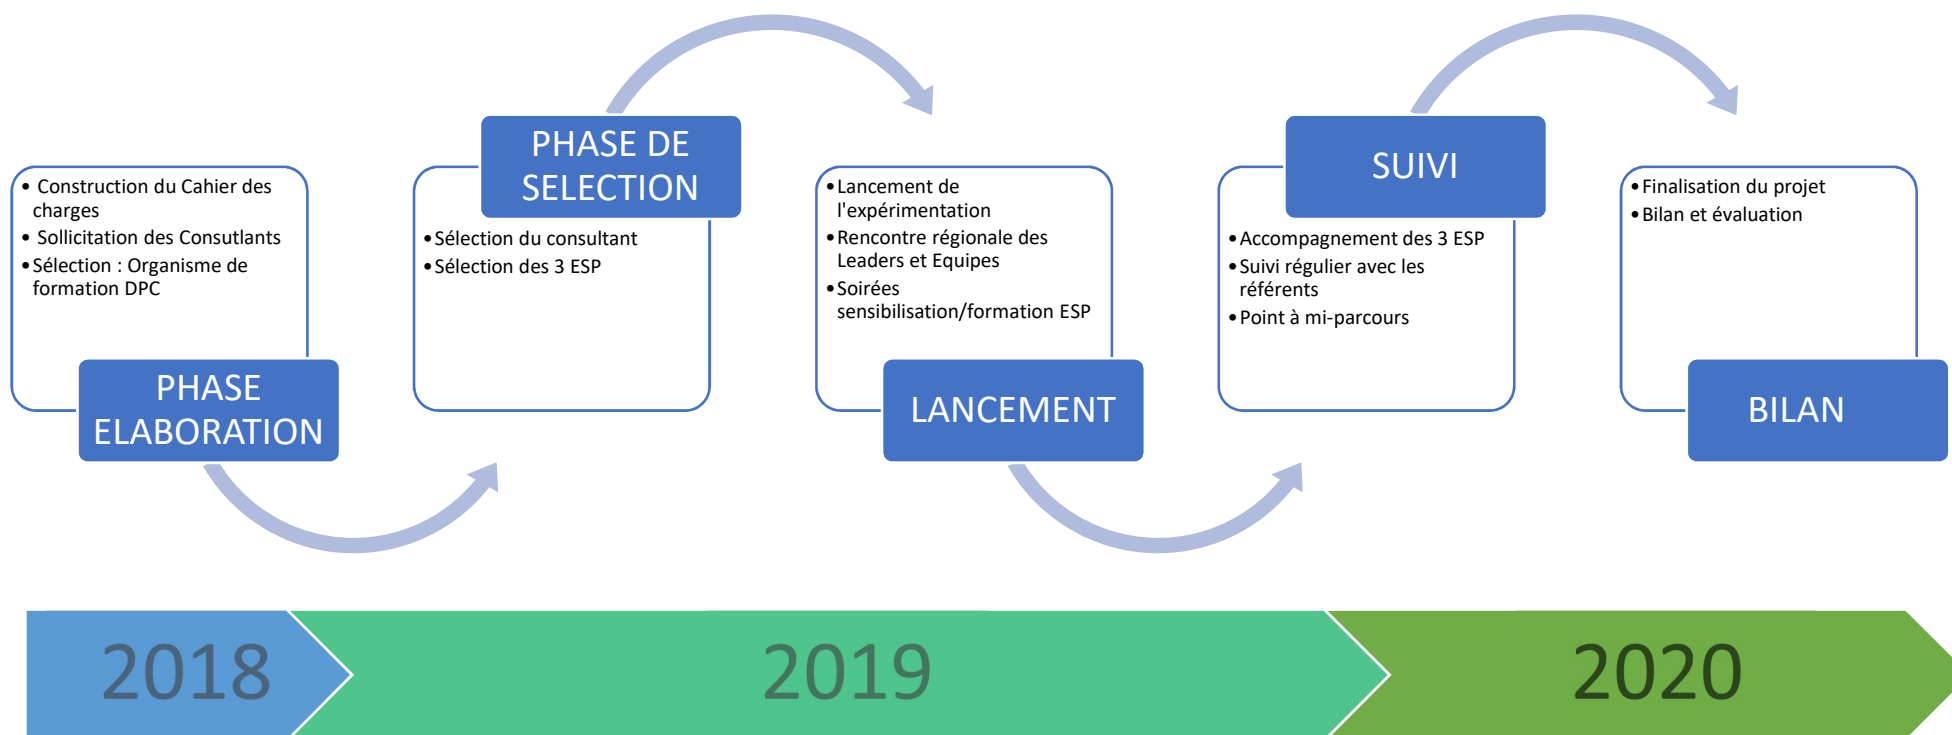 • Construction du Cahier des
charges
• Sollicitation des Consutlants
• Sélection : Organisme de
formation DPC
PHASE
ELABORATION
PHASE DE
SELECTION
• Sélection du consultant
• Sélection des 3 ESP
• Lancement de
l'expérimentation
• Rencontre régionale des
Leaders et Equipes
• Soirées
sensibilisation/formation ESP
LANCEMENT
SUIVI
• Accompagnement des 3 ESP
• Suivi régulier avec les
référents
• Point à mi-parcours
• Finalisation du projet
• Bilan et évaluation
BILAN
2018
2019
2020